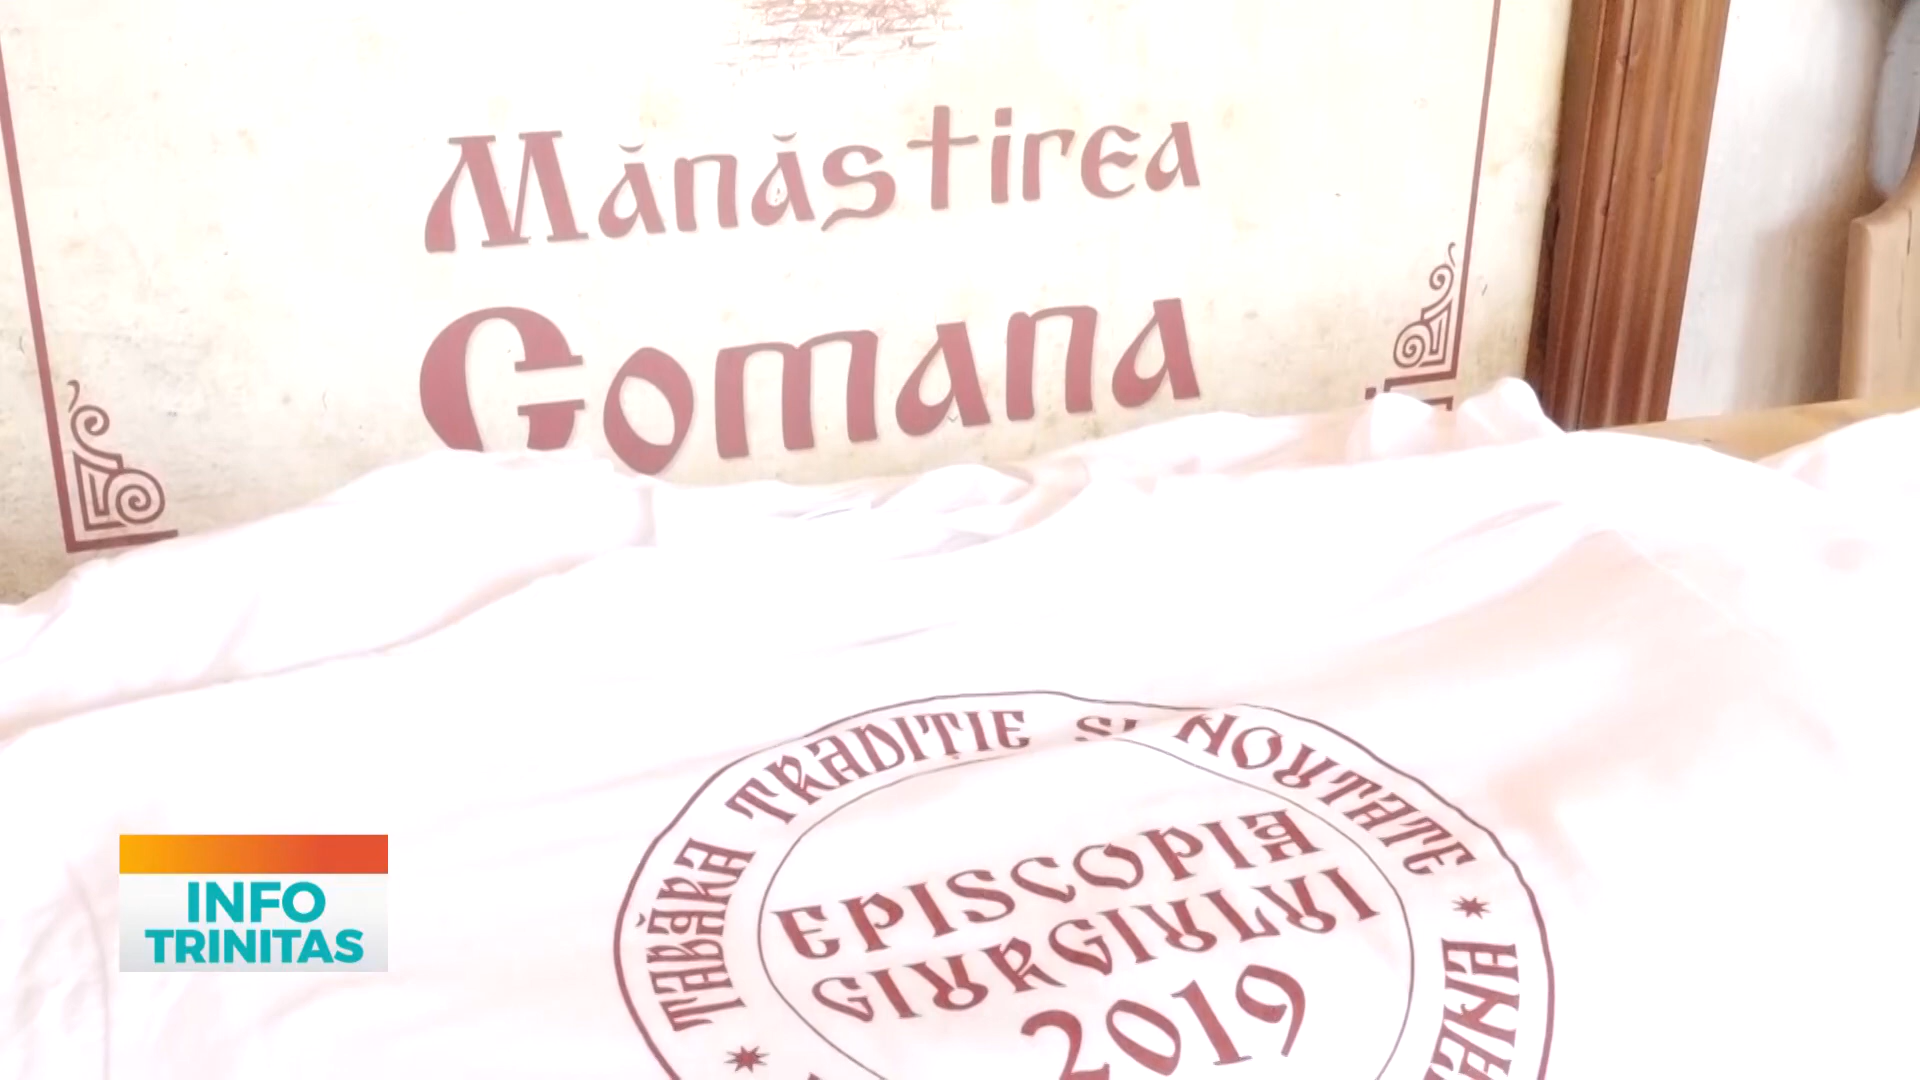 Mănăstirea
Comana
TABĂRA TRADIȚIE ȘI NOUTATE
EPISCOPIA
GIURGIULUI
2019
INFO
TRINITAS